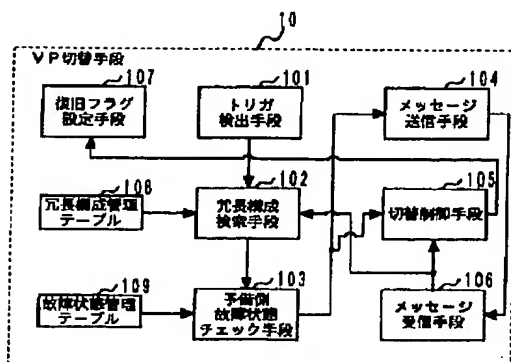 10
VP切替手段
107
復旧フラグ
設定手段
101
トリガ
検出手段
104
メッセージ
送信手段
108
冗長構成管理
テーブル
102
冗長構成
検索手段
105
切替制御手段
109
故障状態管理
テーブル
103
予備側
故障状態
チェック手段
106
メッセージ
受信手段